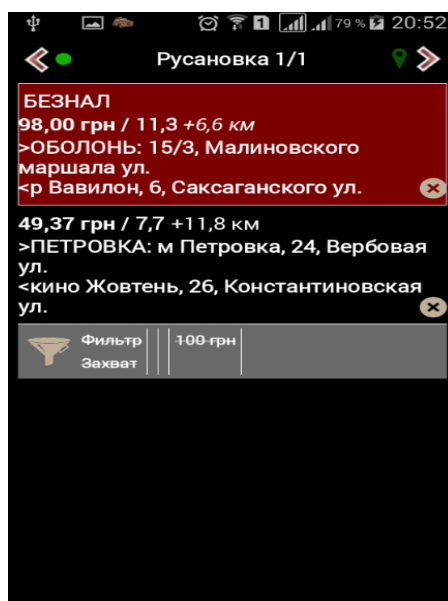 1 79 % 20:52
Русановка 1/1
БЕЗНАЛ
98,00 грн / 11,3 +6,6 км
>ОБОЛОНЬ: 15/3, Малиновского
маршала ул.
<р Вавилон, 6, Саксаганского ул.
49,37 грн / 7,7 +11,8 км
>ПЕТРОВКА: м Петровка, 24, Вербовая
ул.
<кино Жовтень, 26, Константиновская
ул.
Фильтр 100 грн
Захват